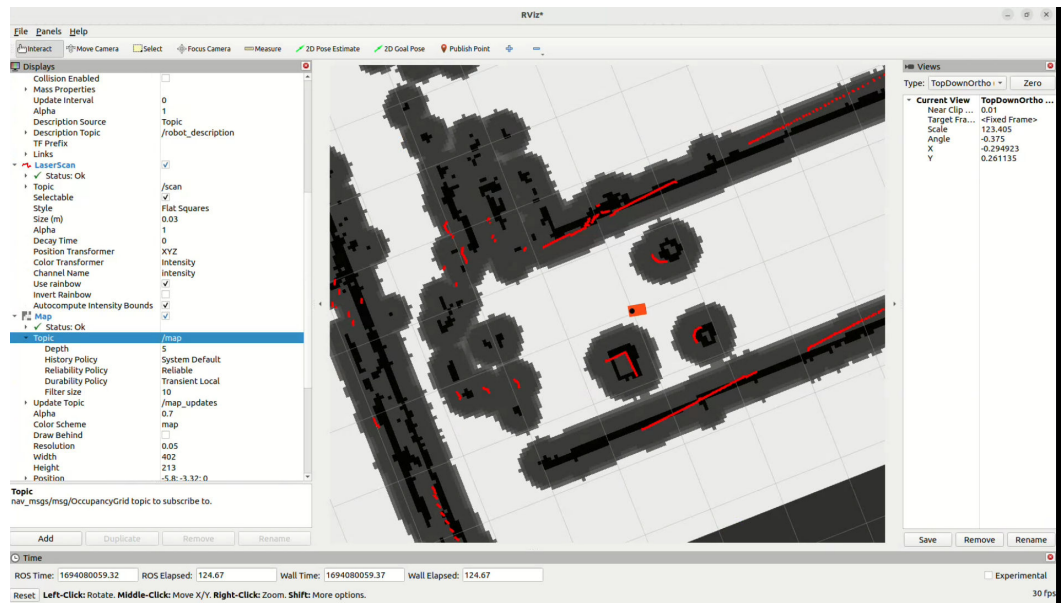 RViz*
File Panels Help
Interact Move Camera Select Focus Camera Measure 2D Pose Estimate 2D Goal Pose Publish Point
Displays
Collision Enabled
Mass Properties
Update Interval 0
Alpha 1
Description Source Topic
Description Topic /robot_description
TF Prefix
Links
LaserScan
Status: Ok
Topic /scan
Selectable
Style Flat Squares
Size (m) 0.03
Alpha 1
Decay Time 0
Position Transformer XYZ
Color Transformer Intensity
Channel Name intensity
Use rainbow
Invert Rainbow
Autocompute Intensity Bounds
Map
Status: Ok
Topic /map
Depth 5
History Policy System Default
Reliability Policy Reliable
Durability Policy Transient Local
Filter size 10
Update Topic /map_updates
Alpha 0.7
Color Scheme map
Draw Behind
Resolution 0.05
Width 402
Height 213
Position -5.8; -3.32; 0
Topic
nav_msgs/msg/OccupancyGrid topic to subscribe to.
Add Duplicate Remove Rename
Views
Type: TopDownOrtho Zero
Current View TopDownOrtho ...
Near Clip ... 0.01
Target Fra... <Fixed Frame>
Scale 123.405
Angle -0.375
X -0.294923
Y 0.261135
Save Remove Rename
Time
ROS Time: 1694080059.32 ROS Elapsed: 124.67 Wall Time: 1694080059.37 Wall Elapsed: 124.67 Experimental
Reset Left-Click: Rotate. Middle-Click: Move X/Y. Right-Click: Zoom. Shift: More options. 30 fps